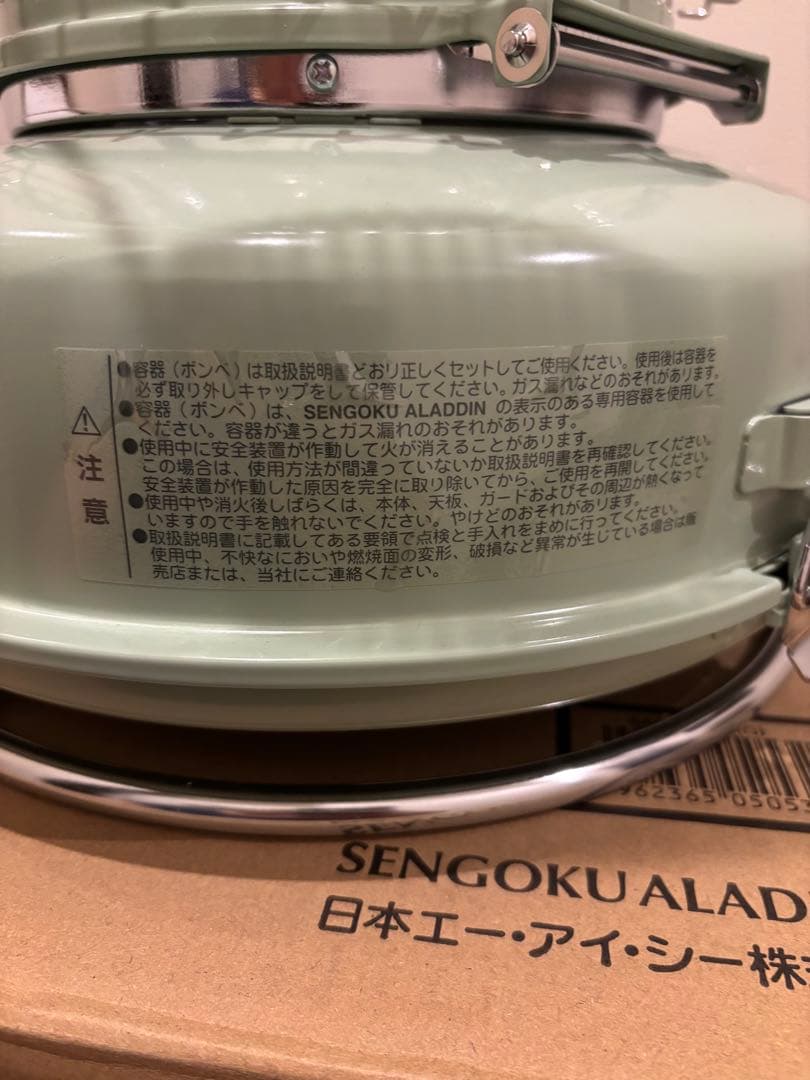 注意
●容器（ボンベ）は取扱説明書どおり正しくセットしてご使用ください。使用後は容器を
必ず取り外しキャップをして保管してください。ガス漏れなどのおそれがあります。
●容器（ボンベ）は、SENGOKU ALADDIN の表示のある専用容器を使用して
ください。容器が違うとガス漏れのおそれがあります。
●使用中に安全装置が作動して火が消えることがあります。
この場合は、使用方法が間違っていないか取扱説明書を再確認してください。
安全装置が作動した原因を完全に取り除いてから、ご使用を再開してください。
●使用中や消火後しばらくは、本体、天板、ガードおよびその周辺が熱くなって
いますので手を触れないでください。やけどのおそれがあります。
●取扱説明書に記載してある要領で点検と手入れをまめに行ってください。
使用中、不快なにおいや燃焼面の変形、破損など異常が生じている場合は販
売店または、当社にご連絡ください。
962365 0505
SENGOKU ALAD
日本エー・アイ・シー株